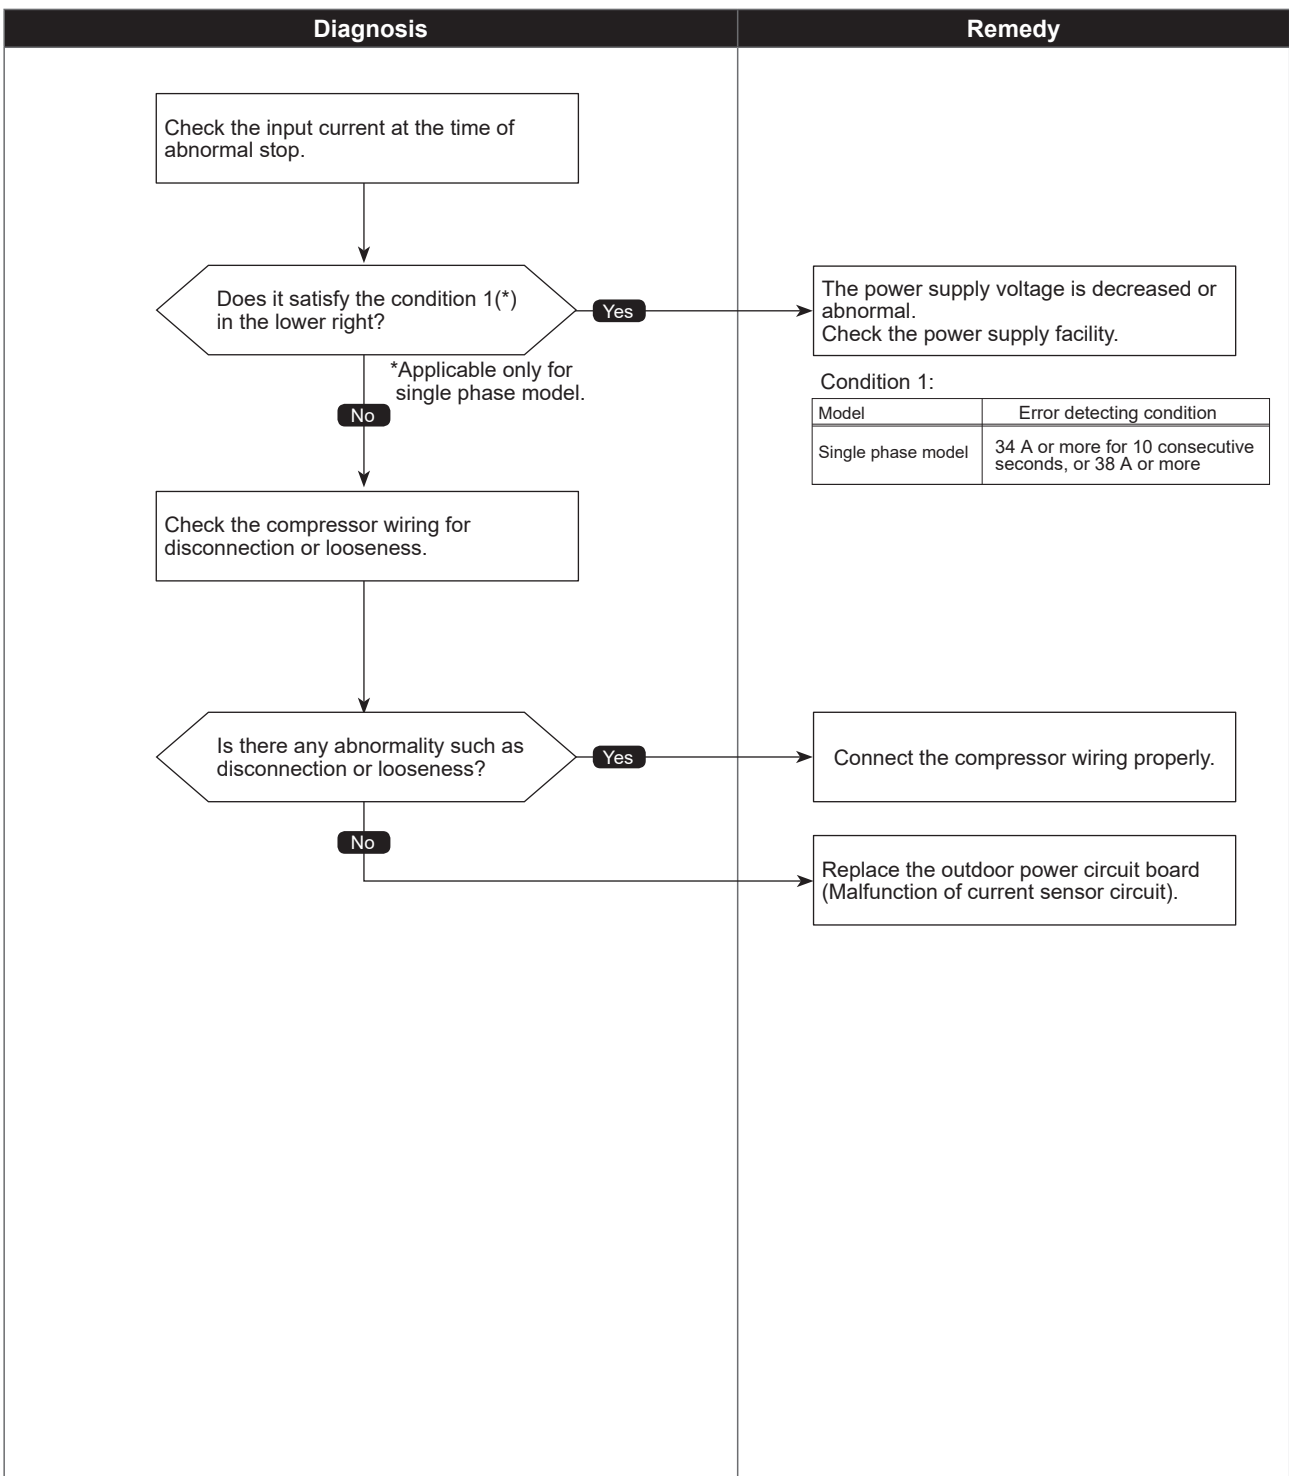 Diagnosis
Remedy
Check the input current at the time of
abnormal stop.
Does it satisfy the condition 1(*)
in the lower right?
Yes
The power supply voltage is decreased or
abnormal.
Check the power supply facility.
*Applicable only for
single phase model.
No
Condition 1:
Model
Error detecting condition
Single phase model
34 A or more for 10 consecutive
seconds, or 38 A or more
Check the compressor wiring for
disconnection or looseness.
Is there any abnormality such as
disconnection or looseness?
Yes
Connect the compressor wiring properly.
No
Replace the outdoor power circuit board
(Malfunction of current sensor circuit).